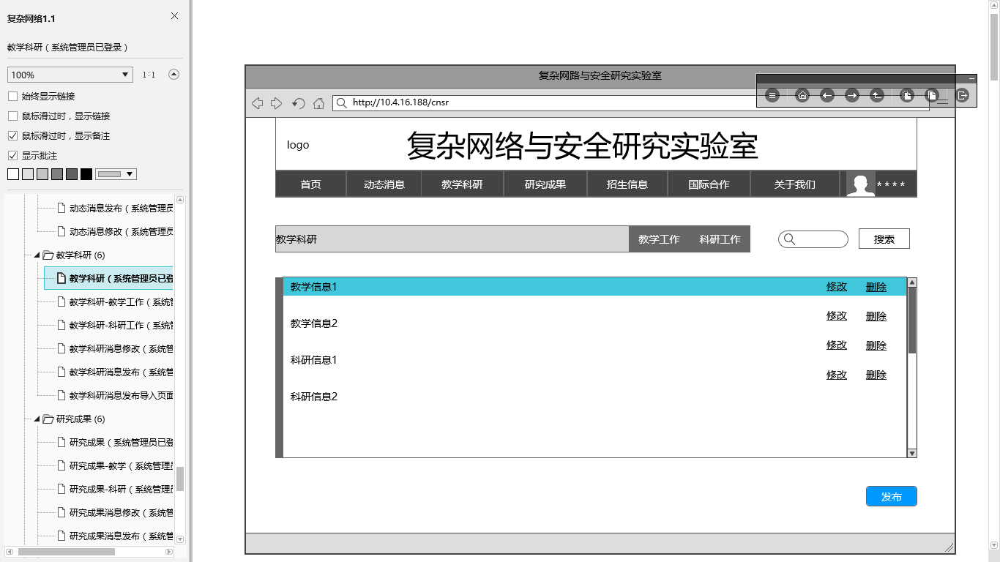 复杂网络1.1
教学科研（系统管理员已登录）
100%
1:1
始终显示链接
鼠标滑过时，显示链接
鼠标滑过时，显示备注
显示批注
动态消息发布（系统管理员
动态消息修改（系统管理员
教学科研 (6)
教学科研（系统管理员已登
教学科研-教学工作（系统管
教学科研-科研工作（系统管
教学科研消息修改（系统管
教学科研消息发布（系统管
教学科研消息发布导入页面
研究成果 (6)
研究成果（系统管理员已登
研究成果-教学（系统管理员
研究成果-科研（系统管理员
研究成果消息修改（系统管
研究成果消息发布（系统管
复杂网路与安全研究实验室
http://10.4.16.188/cnsr
logo
复杂网络与安全研究实验室
首页 动态消息 教学科研 研究成果 招生信息 国际合作 关于我们 ****
教学科研 教学工作 科研工作 搜索
教学信息1 修改 删除
修改 删除
教学信息2
修改 删除
科研信息1
修改 删除
科研信息2
发布